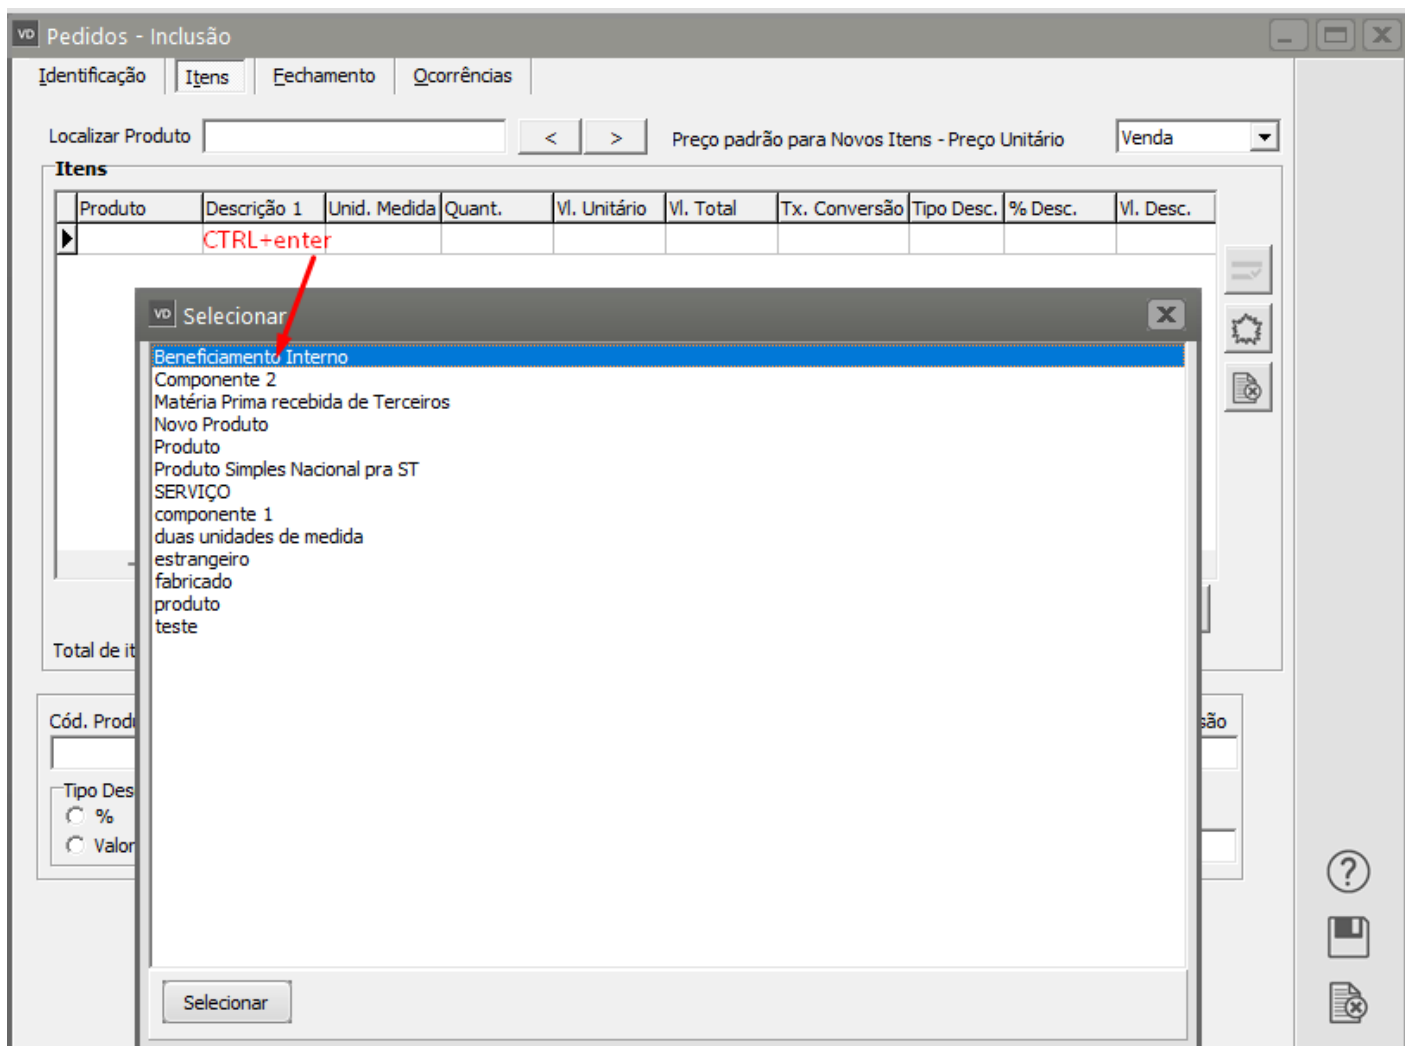 VD Pedidos - Inclusão
Identificação Itens Fechamento Ocorrências
Localizar Produto < > Preço padrão para Novos Itens - Preço Unitário Venda
Itens
Produto Descrição 1 Unid. Medida Quant. Vl. Unitário Vl. Total Tx. Conversão Tipo Desc. % Desc. Vl. Desc.
CTRL+enter
VD Selecionar
Beneficiamento Interno
Componente 2
Matéria Prima recebida de Terceiros
Novo Produto
Produto
Produto Simples Nacional pra ST
SERVIÇO
componente 1
duas unidades de medida
estrangeiro
fabricado
produto
teste
Total de it
Cód. Produ são
Tipo Des
%
Valor
Selecionar